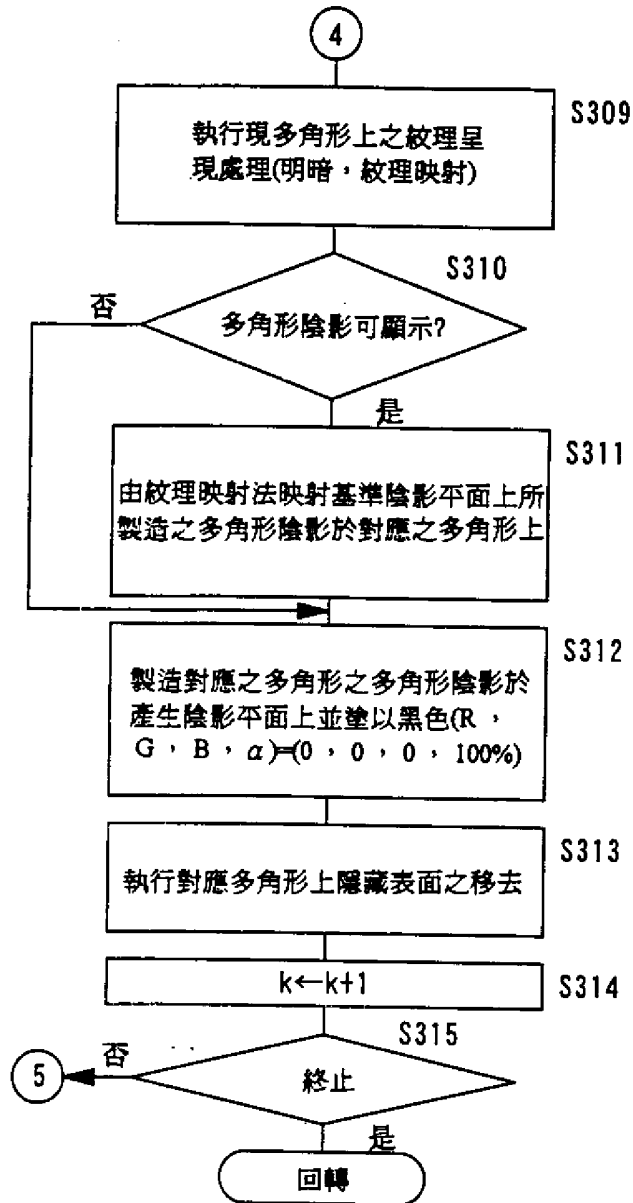 4
S309
執行現多角形上之紋理呈
現處理(明暗，紋理映射)
S310
否
多角形陰影可顯示?
是
S311
由紋理映射法映射基準陰影平面上所
製造之多角形陰影於對應之多角形上
S312
製造對應之多角形之多角形陰影於
產生陰影平面上並塗以黑色(R，
G，B，α)=(0，0，0，100%)
S313
執行對應多角形上隱藏表面之移去
k←k+1
S314
S315
否
5
終止
是
回轉